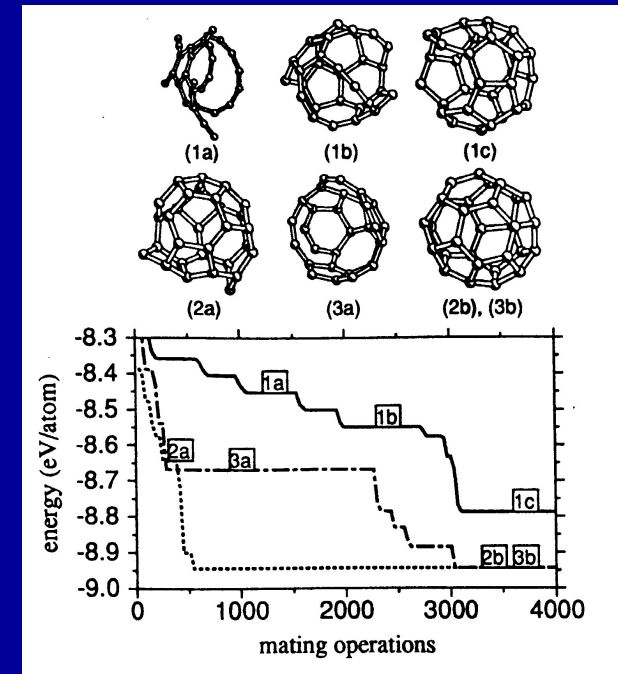 (1a) (1b) (1c)
(2a) (3a) (2b), (3b)
-8.3
-8.4
-8.5
-8.6
-8.7
-8.8
-8.9
-9.0
energy (eV/atom)
1a
1b
2a
3a
1c
2b 3b
0 1000 2000 3000 4000
mating operations